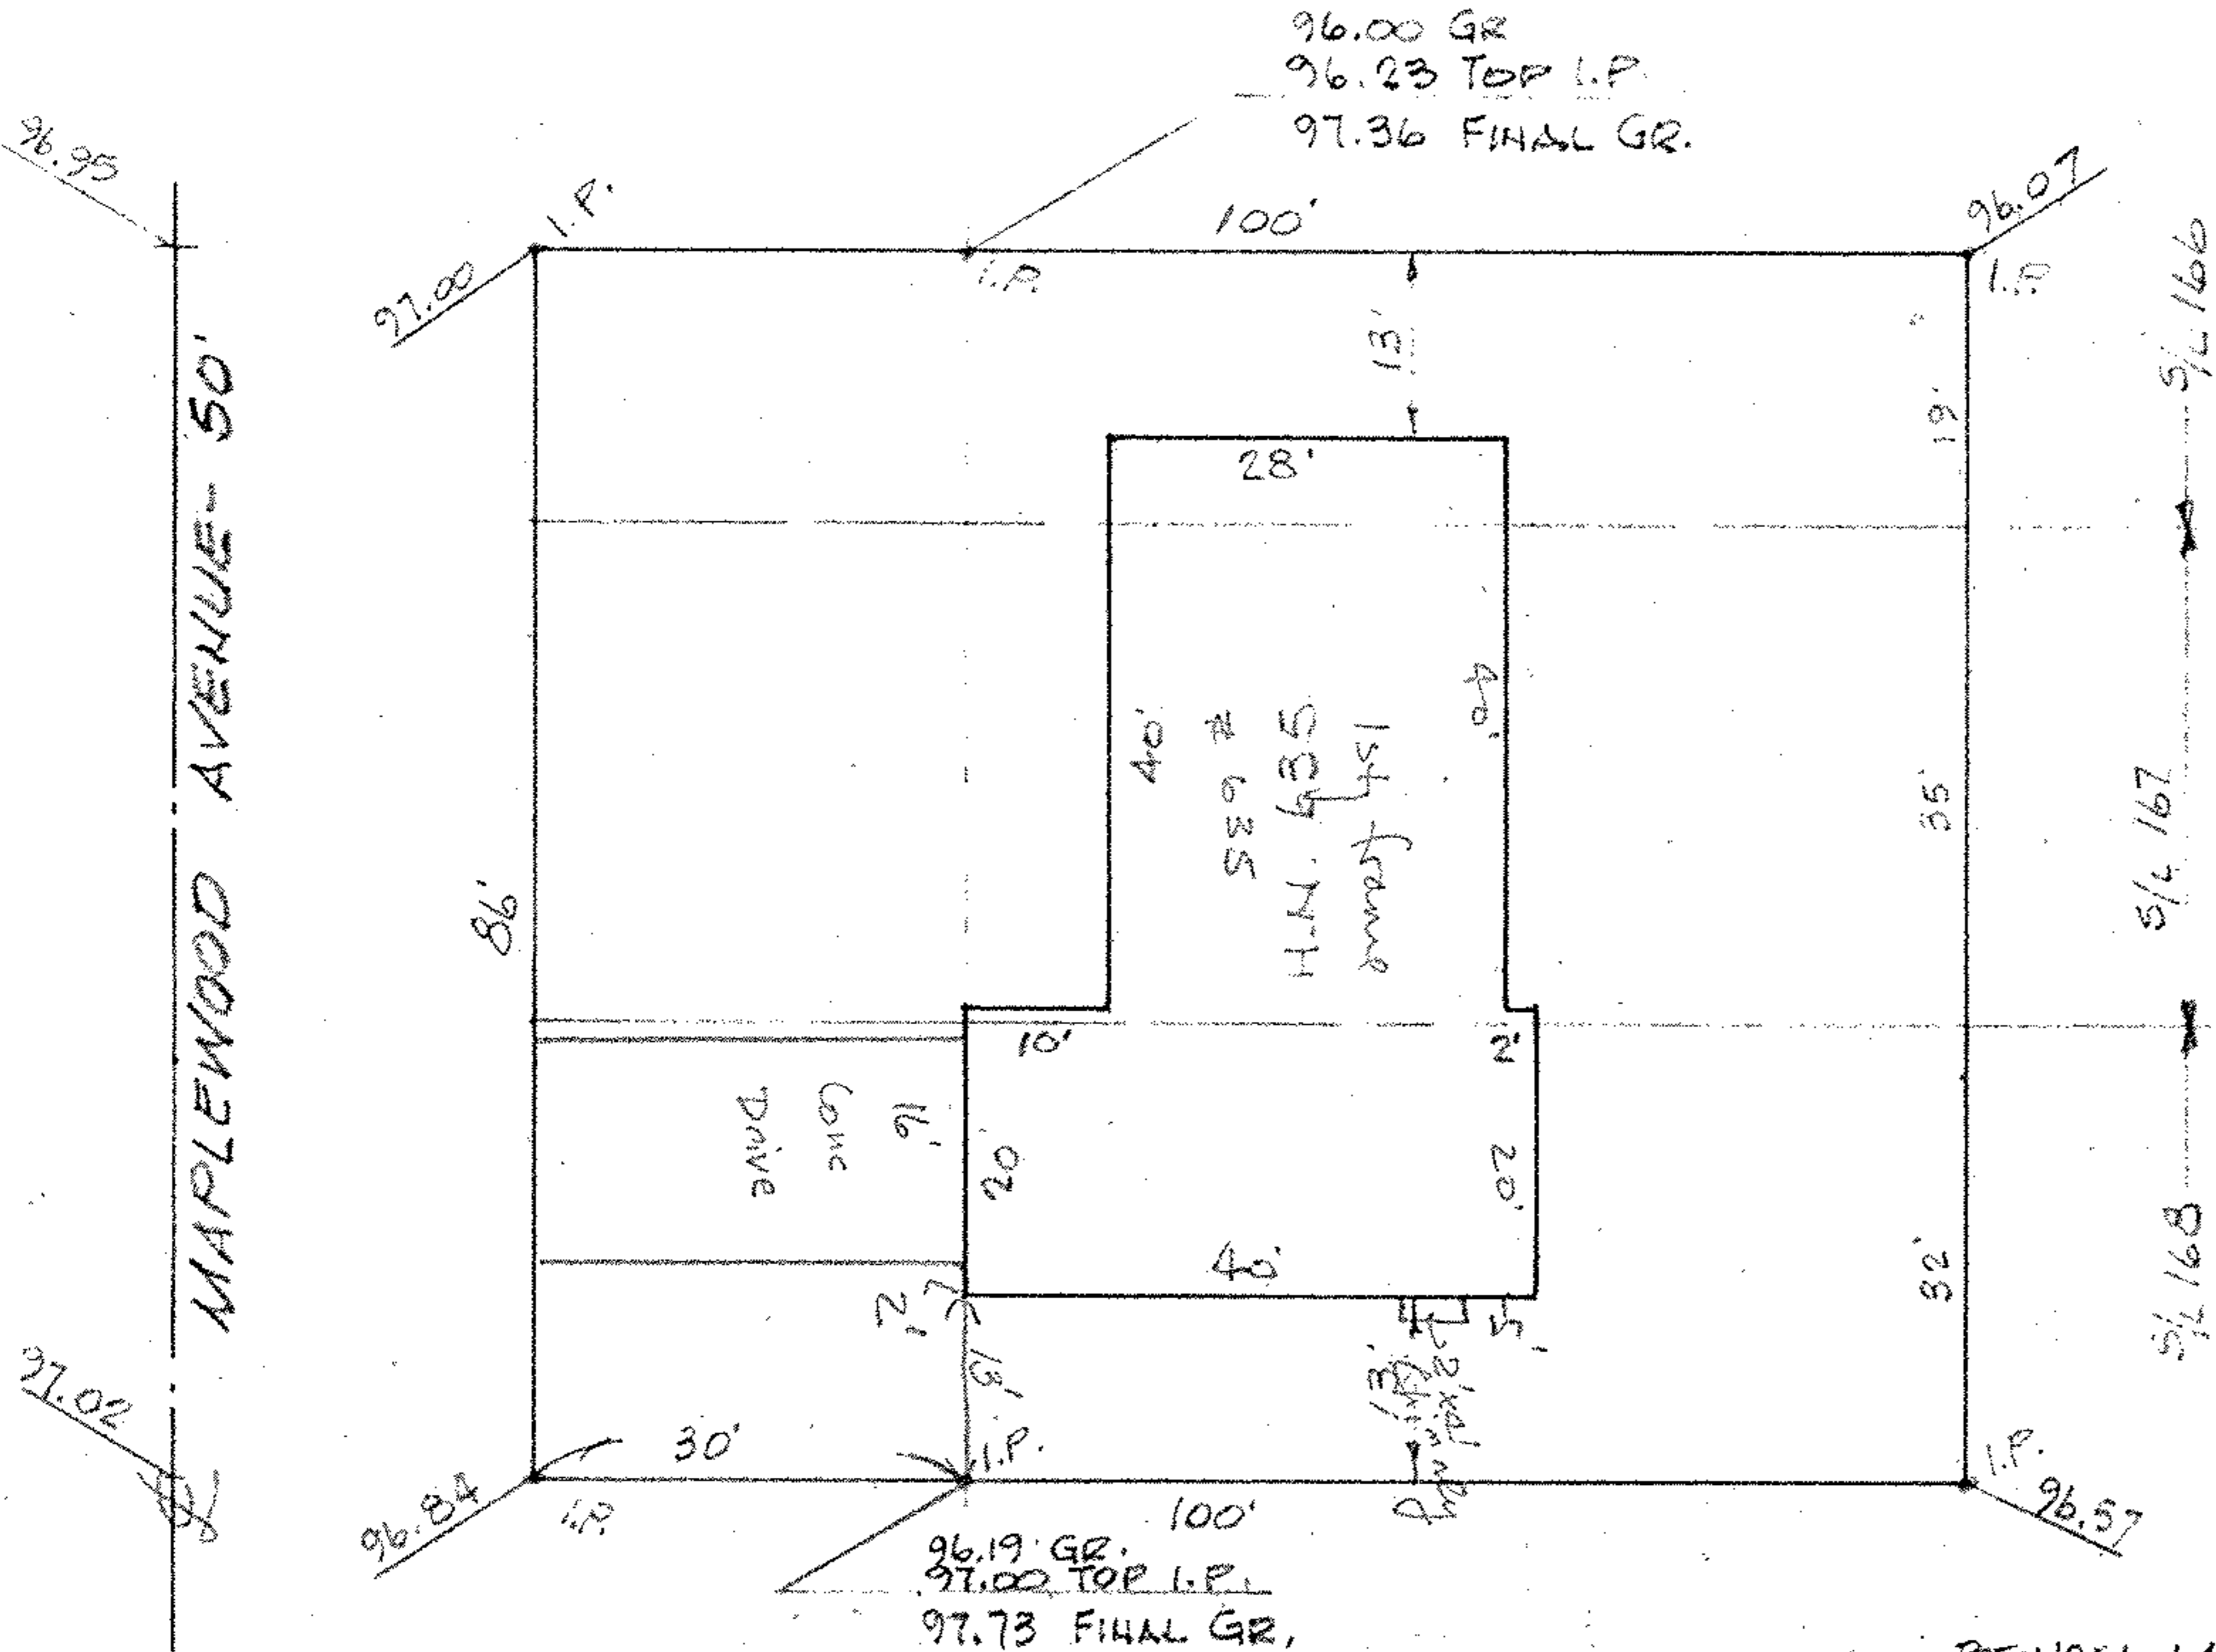 96.00 GR
96.23 TOP I.P.
97.36 FINAL GR.
96.95
I.P.
97.00
100'
I.P.
96.07
I.P.
S/L 166
13'
19'
28'
MAPLEWOOD AVENUE - 50'
86'
40'
# 635
H.N. 435
1sty frame
40'
35'
S/L 167
10'
2'
Conc
Drive
16'
20
20'
40'
2'
13'
5'
13'
32'
S/L 168
97.02
30'
I.P.
I.P.
96.84
I.P.
96.57
100'
96.19 GR.
97.00 TOP I.P.
97.73 FINAL GR.